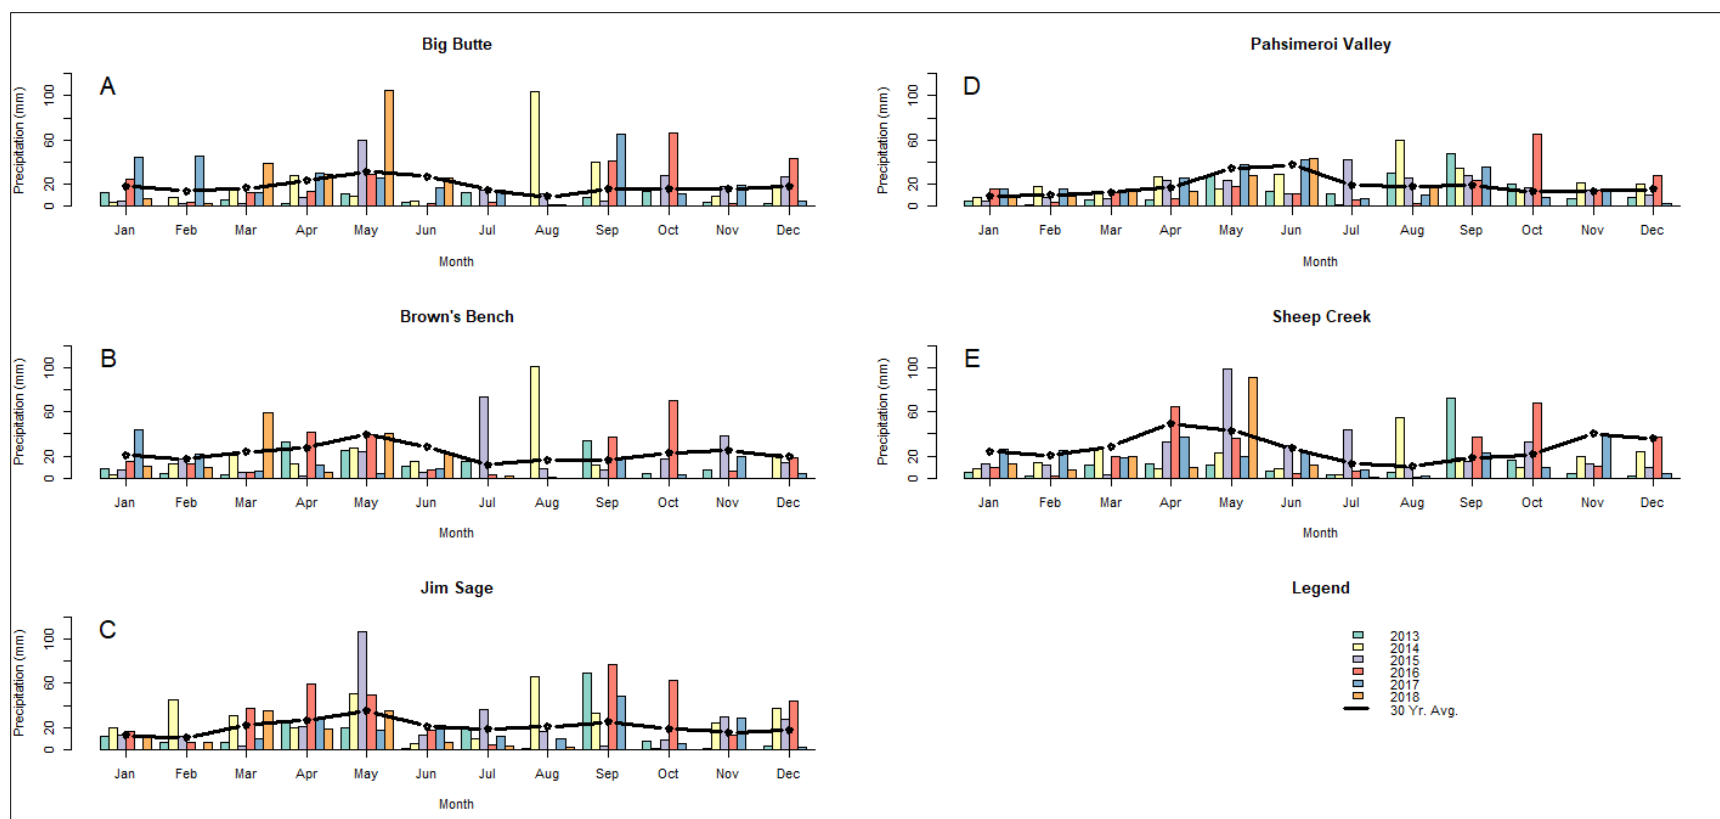 Big Butte
A
Precipitation (mm)
100
60
20
0
Jan Feb Mar Apr May Jun Jul Aug Sep Oct Nov Dec
Month
Brown's Bench
B
Precipitation (mm)
100
60
20
0
Jan Feb Mar Apr May Jun Jul Aug Sep Oct Nov Dec
Month
Jim Sage
C
Precipitation (mm)
100
60
20
0
Jan Feb Mar Apr May Jun Jul Aug Sep Oct Nov Dec
Month
Pahsimeroi Valley
D
Precipitation (mm)
100
60
20
0
Jan Feb Mar Apr May Jun Jul Aug Sep Oct Nov Dec
Month
Sheep Creek
E
Precipitation (mm)
100
60
20
0
Jan Feb Mar Apr May Jun Jul Aug Sep Oct Nov Dec
Month
Legend
2013
2014
2015
2016
2017
2018
30 Yr. Avg.